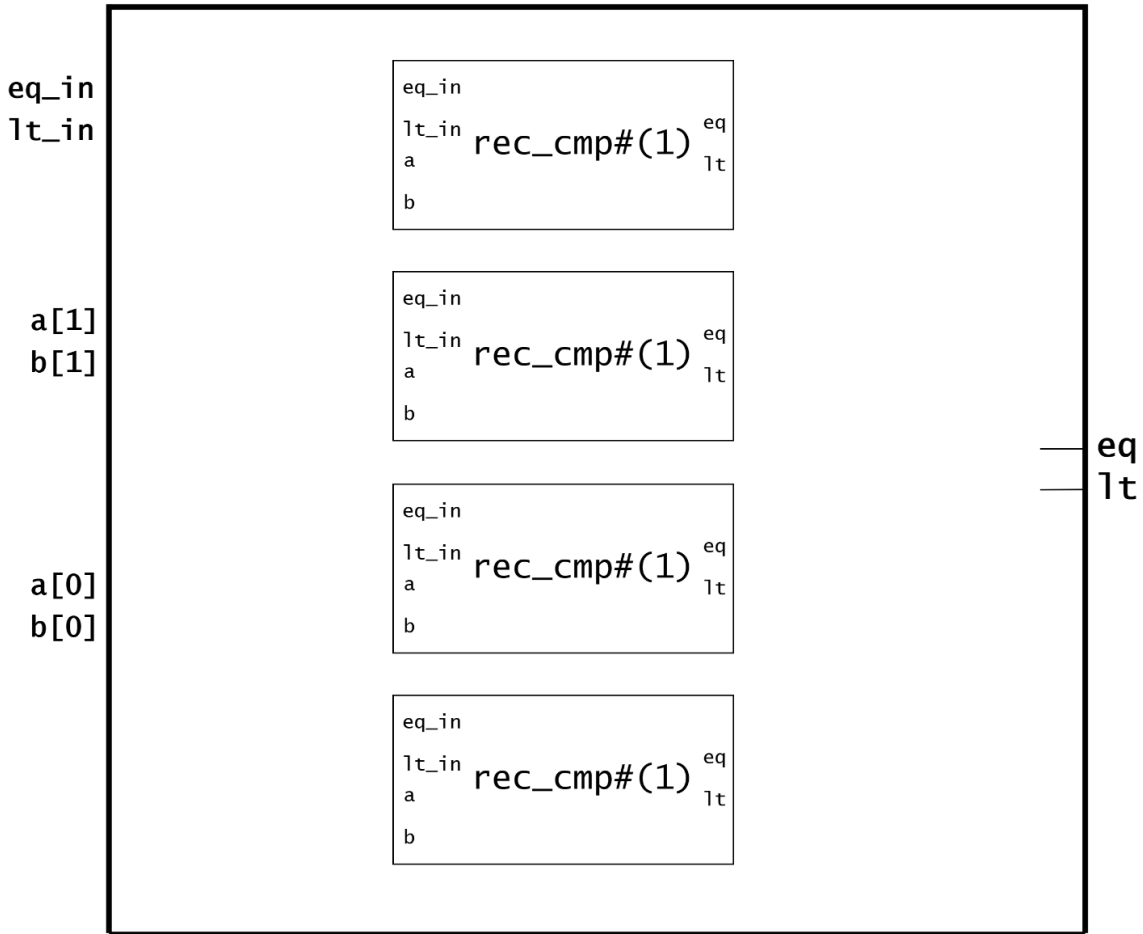 eq_in
lt_in
a[1]
b[1]
a[0]
b[0]
eq_in
lt_in
a
b
rec_cmp#(1)
eq
lt
eq_in
lt_in
a
b
rec_cmp#(1)
eq
lt
eq_in
lt_in
a
b
rec_cmp#(1)
eq
lt
eq_in
lt_in
a
b
rec_cmp#(1)
eq
lt
eq
lt